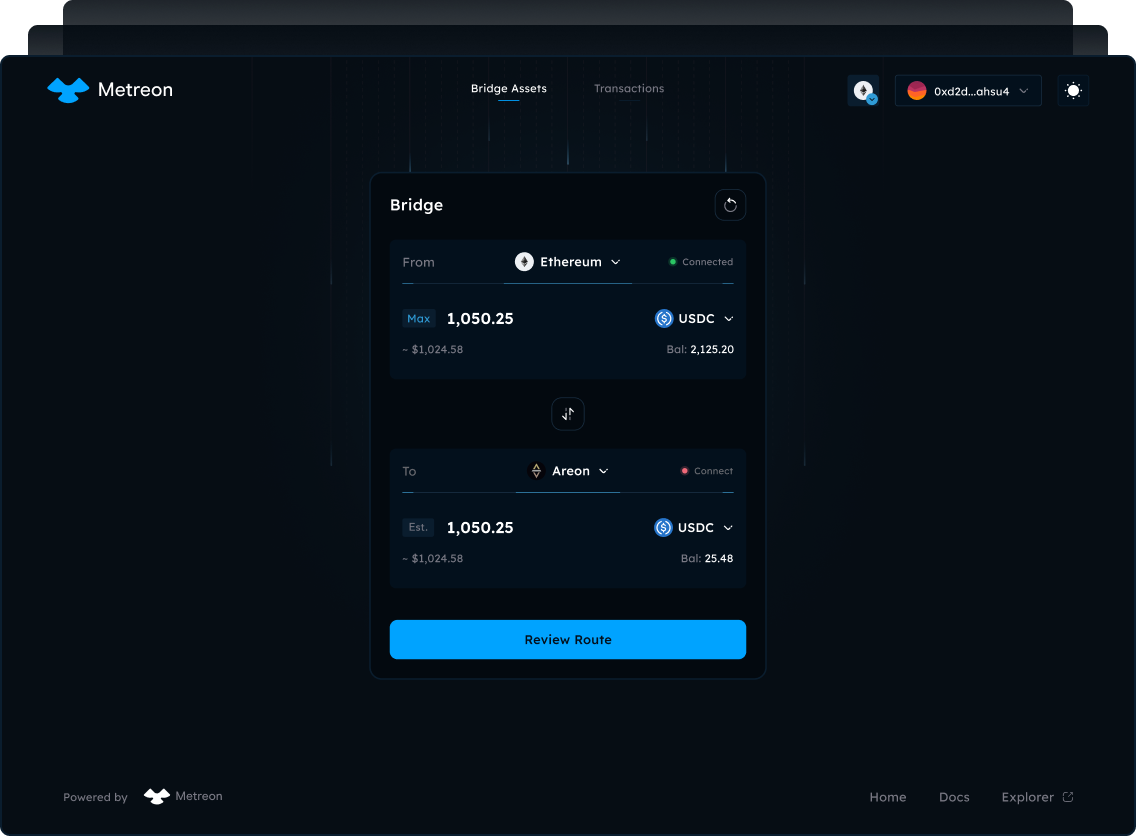 Metreon
Bridge Assets
Transactions
0xd2d...ahsu4
Bridge
From
Ethereum
Connected
Max
1,050.25
USDC
~ $1,024.58
Bal: 2,125.20
To
Areon
Connect
Est.
1,050.25
USDC
~ $1,024.58
Bal: 25.48
Review Route
Powered by
Metreon
Home
Docs
Explorer